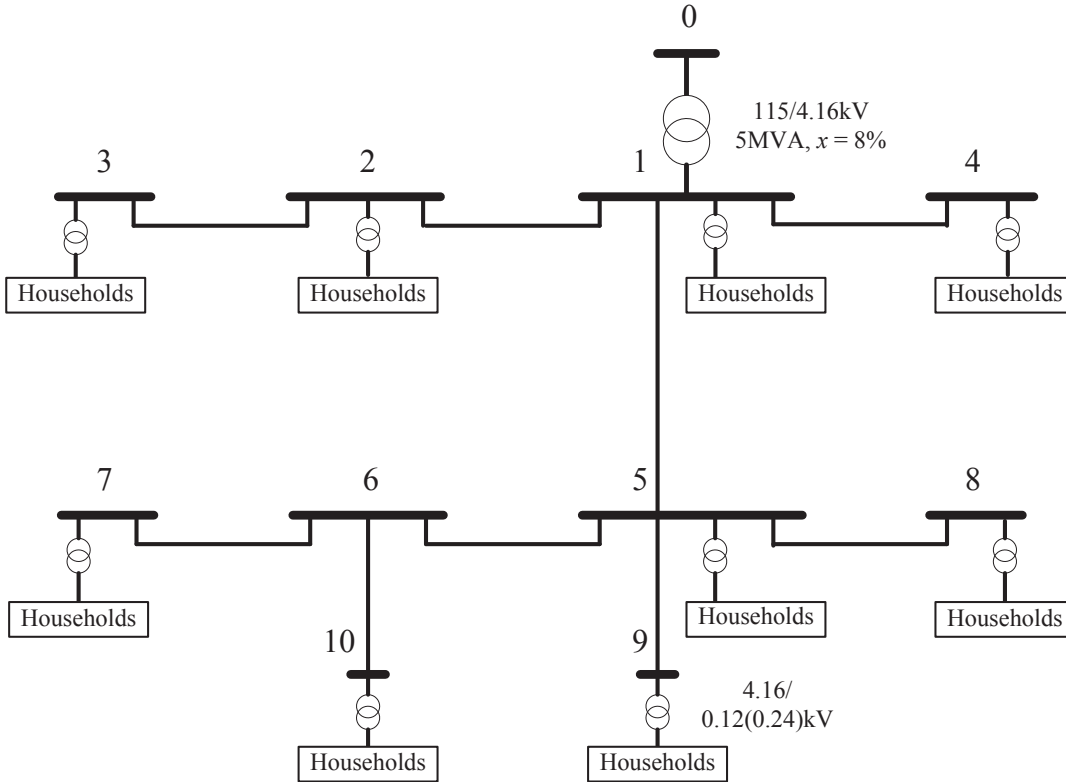 0
115/4.16kV
5MVA, x = 8%
3
2
1
4
Households
Households
Households
Households
7
6
5
8
Households
Households
Households
10
9
4.16/
0.12(0.24)kV
Households
Households